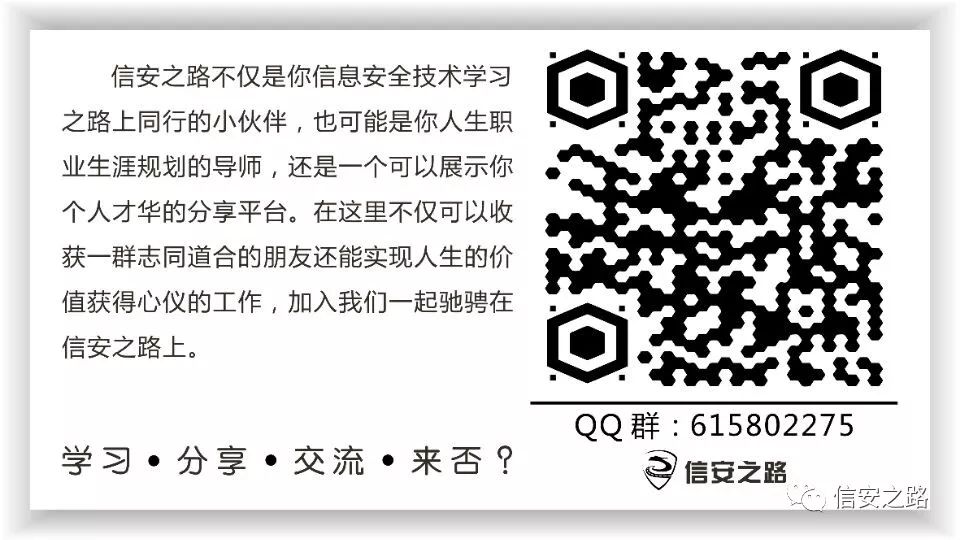 信安之路不仅是你信息安全技术学习
之路上同行的小伙伴，也可能是你人生职
业生涯规划的导师，还是一个可以展示你
个人才华的分享平台。在这里不仅可以收
获一群志同道合的朋友还能实现人生的价
值获得心仪的工作，加入我们一起驰骋在
信安之路上。
学习•分享•交流•来否？
QQ 群：615802275
信安之路
信安之路